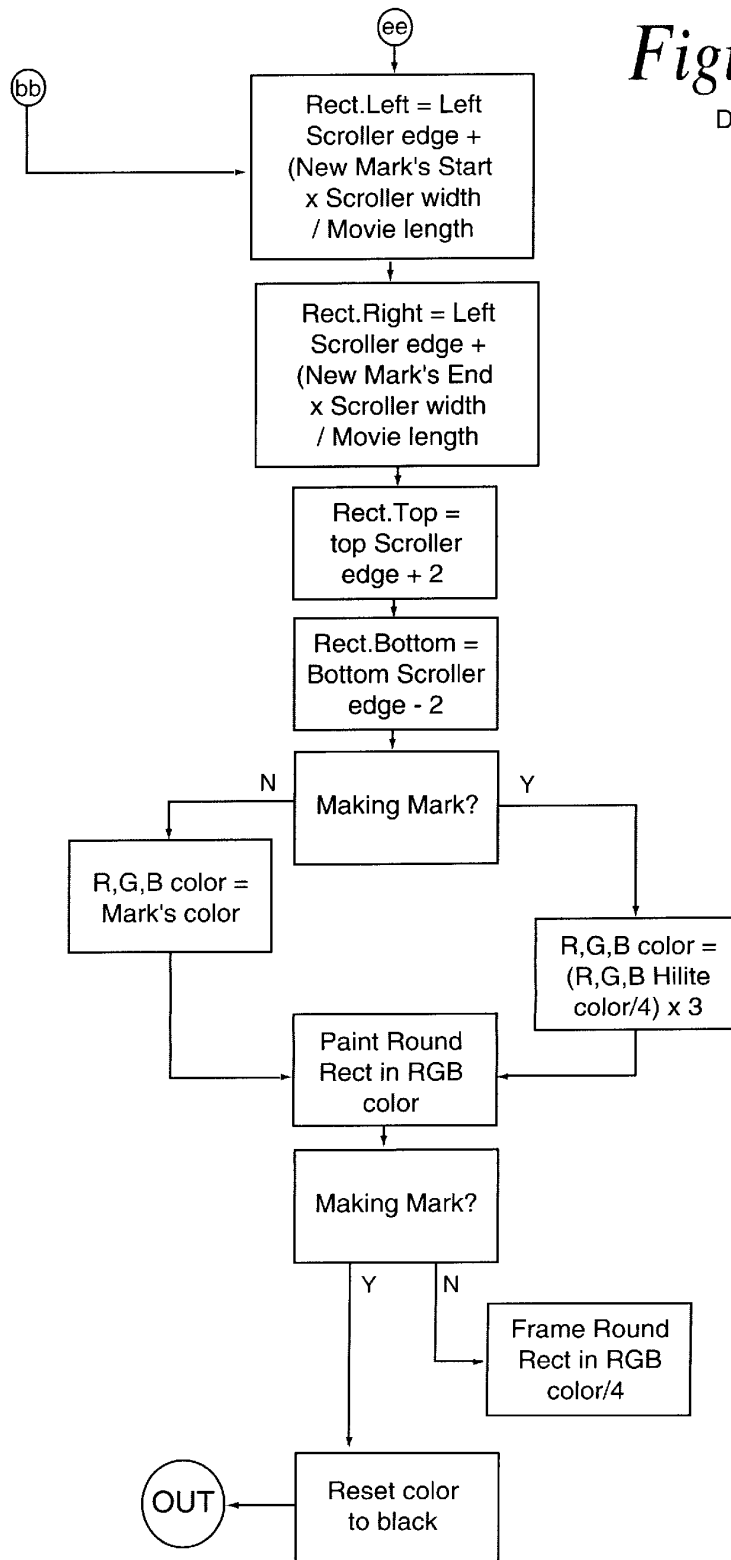 ee
Figu
D
bb
Rect.Left = Left
Scroller edge +
(New Mark's Start
x Scroller width
/ Movie length
Rect.Right = Left
Scroller edge +
(New Mark's End
x Scroller width
/ Movie length
Rect.Top =
top Scroller
edge + 2
Rect.Bottom =
Bottom Scroller
edge - 2
N
Making Mark?
Y
R,G,B color =
Mark's color
R,G,B color =
(R,G,B Hilite
color/4) x 3
Paint Round
Rect in RGB
color
Making Mark?
Y
N
Frame Round
Rect in RGB
color/4
OUT
Reset color
to black